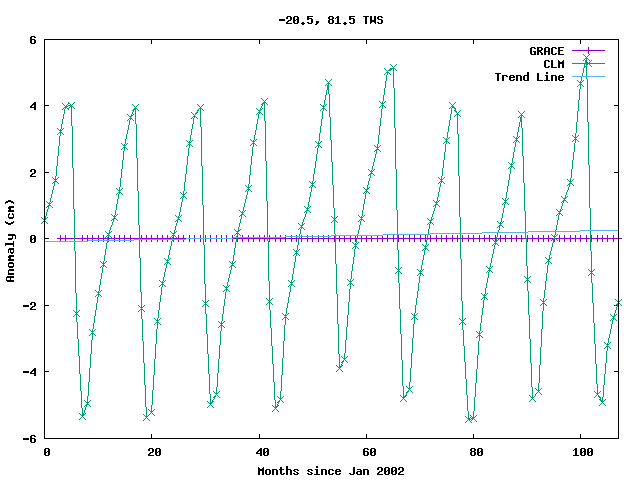 -20.5, 81.5 TWS
GRACE
CLM
Trend Line
6
4
2
0
-2
-4
-6
Anomaly (cm)
0 20 40 60 80 100
Months since Jan 2002